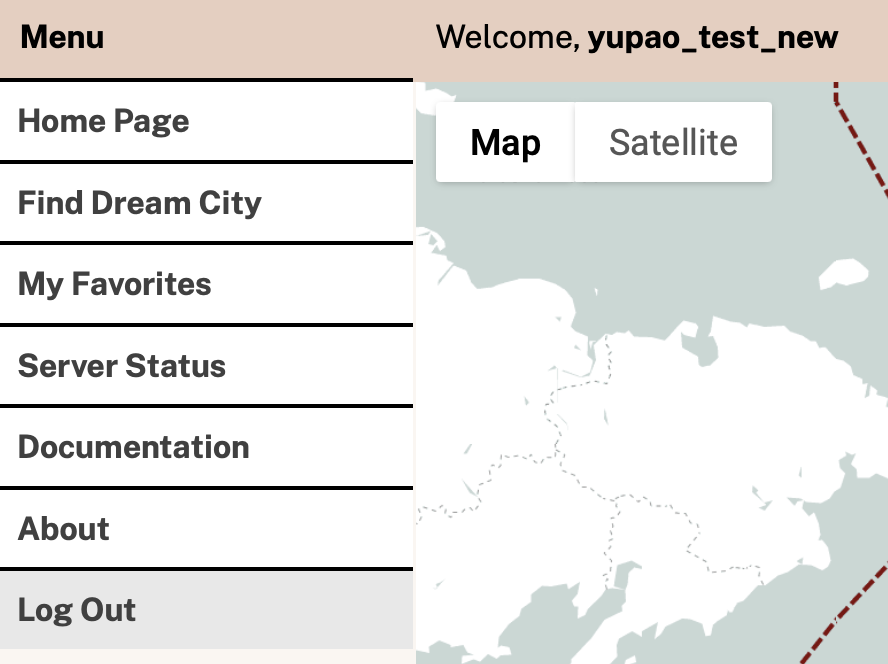 Menu
Welcome, yupao_test_new
Home Page
Find Dream City
My Favorites
Server Status
Documentation
About
Log Out
Map
Satellite